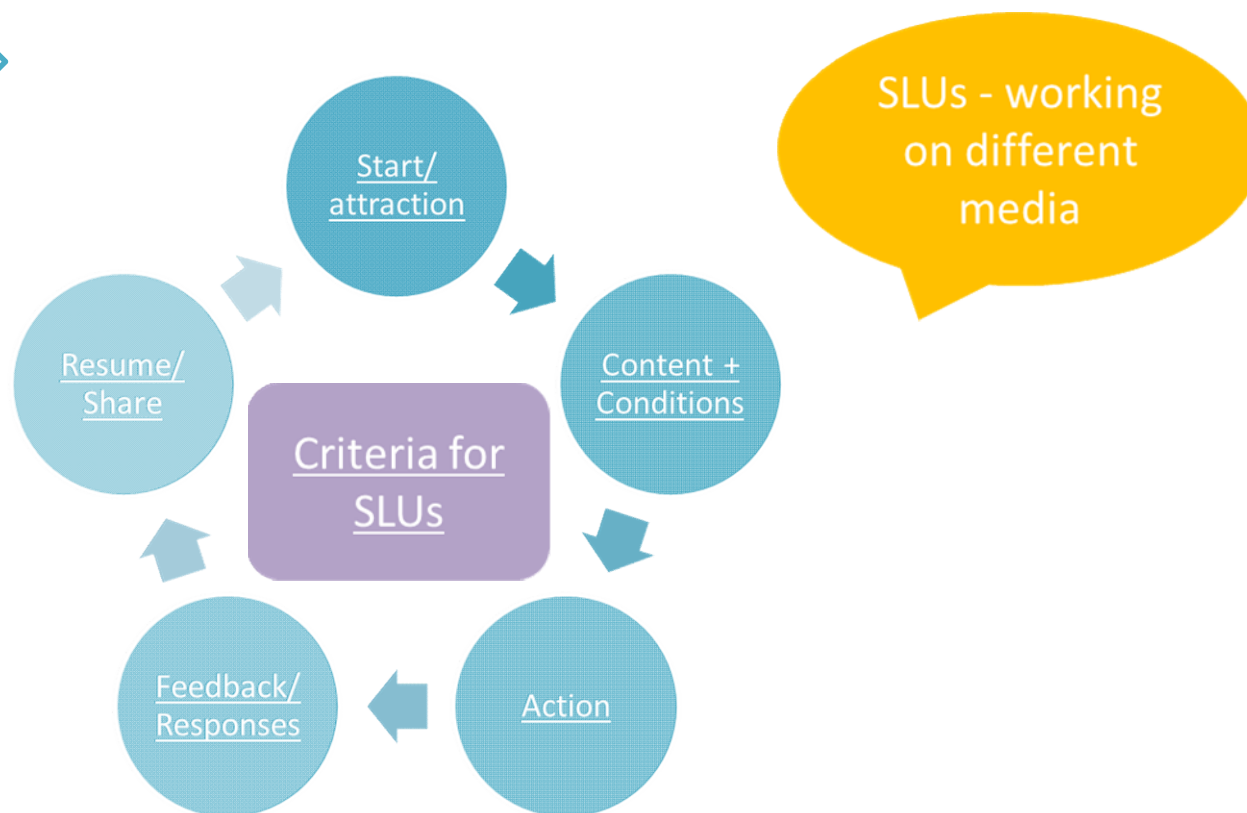 SLUs - working
on different
media
Start/
attraction
Content +
Conditions
Action
Feedback/
Responses
Resume/
Share
Criteria for
SLUs